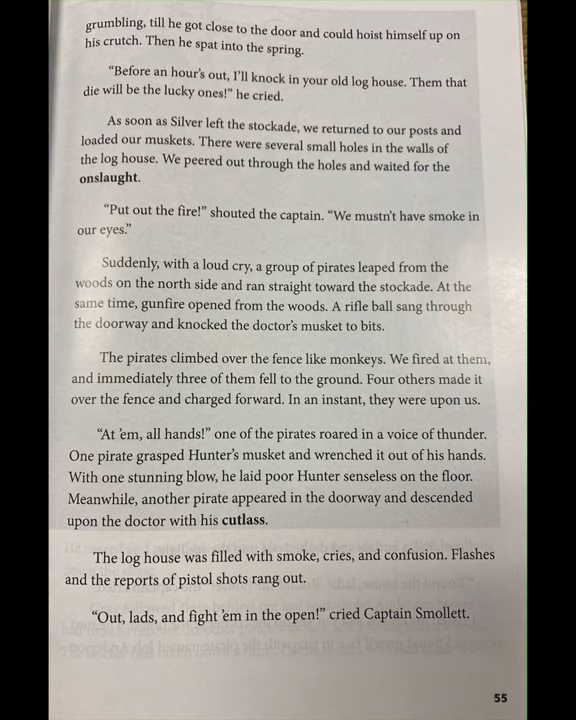 grumbling, till he got close to the door and could hoist himself up on
his crutch. Then he spat into the spring.
“Before an hour’s out, I’ll knock in your old log house. Them that
die will be the lucky ones!” he cried.
As soon as Silver left the stockade, we returned to our posts and
loaded our muskets. There were several small holes in the walls of
the log house. We peered out through the holes and waited for the
onslaught.
“Put out the fire!” shouted the captain. “We mustn’t have smoke in
our eyes.”
Suddenly, with a loud cry, a group of pirates leaped from the
woods on the north side and ran straight toward the stockade. At the
same time, gunfire opened from the woods. A rifle ball sang through
the doorway and knocked the doctor’s musket to bits.
The pirates climbed over the fence like monkeys. We fired at them,
and immediately three of them fell to the ground. Four others made it
over the fence and charged forward. In an instant, they were upon us.
“At ’em, all hands!” one of the pirates roared in a voice of thunder.
One pirate grasped Hunter’s musket and wrenched it out of his hands.
With one stunning blow, he laid poor Hunter senseless on the floor.
Meanwhile, another pirate appeared in the doorway and descended
upon the doctor with his cutlass.
The log house was filled with smoke, cries, and confusion. Flashes
and the reports of pistol shots rang out.
“Out, lads, and fight ’em in the open!” cried Captain Smollett.
55